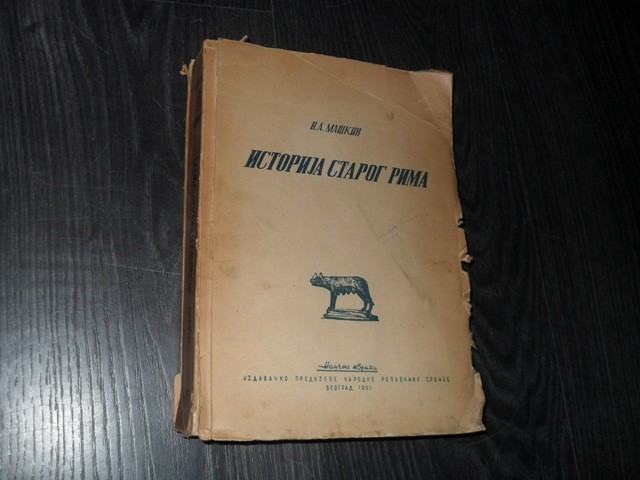 Н.А. МАШКИН
ИСТОРИЈА СТАРОГ РИМА
Научна књига
ИЗДАВАЧКО ПРЕДУЗЕЋЕ НАРОДНЕ РЕПУБЛИКЕ СРБИЈЕ
БЕОГРАД 1951